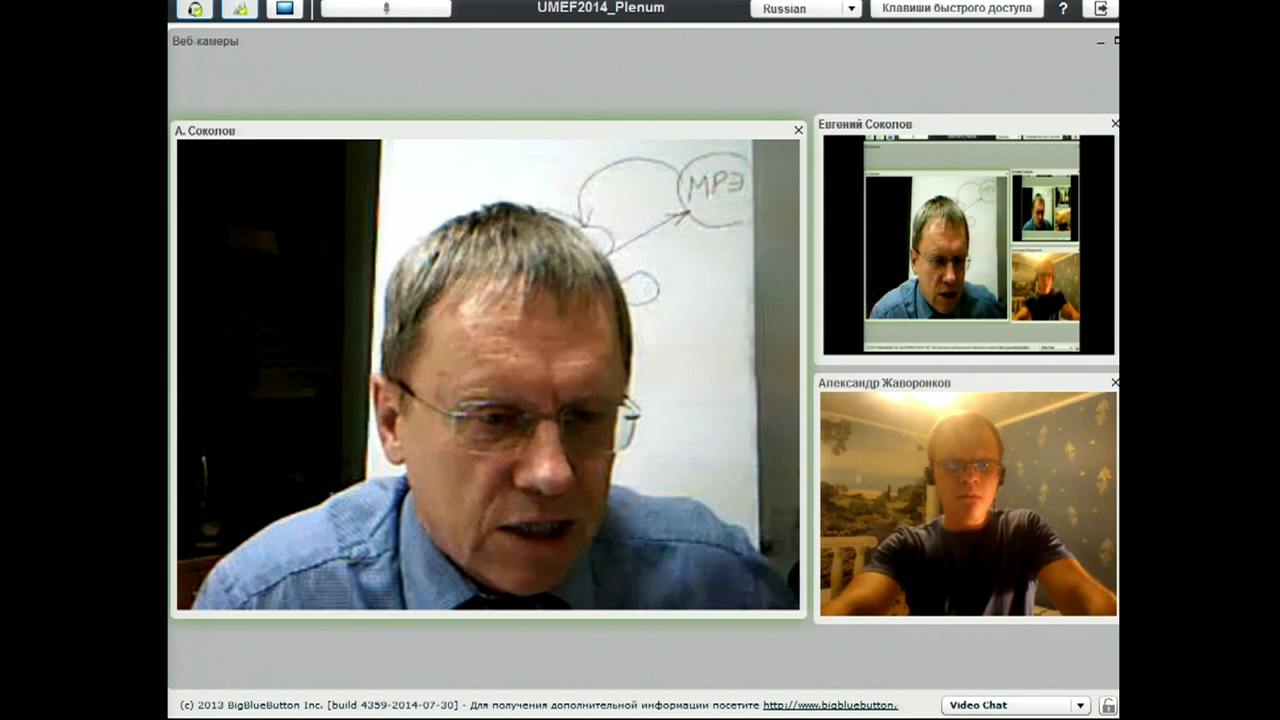 UMEF2014_Plenum
Russian
Клавиши быстрого доступа
?
Веб-камеры
А. Соколов
МРЭ
Евгений Соколов
Александр Жаворонков
(c) 2013 BigBlueButton Inc. [build 4359-2014-07-30] - Для получения дополнительной информации посетите http://www.bigbluebutton.
Video Chat